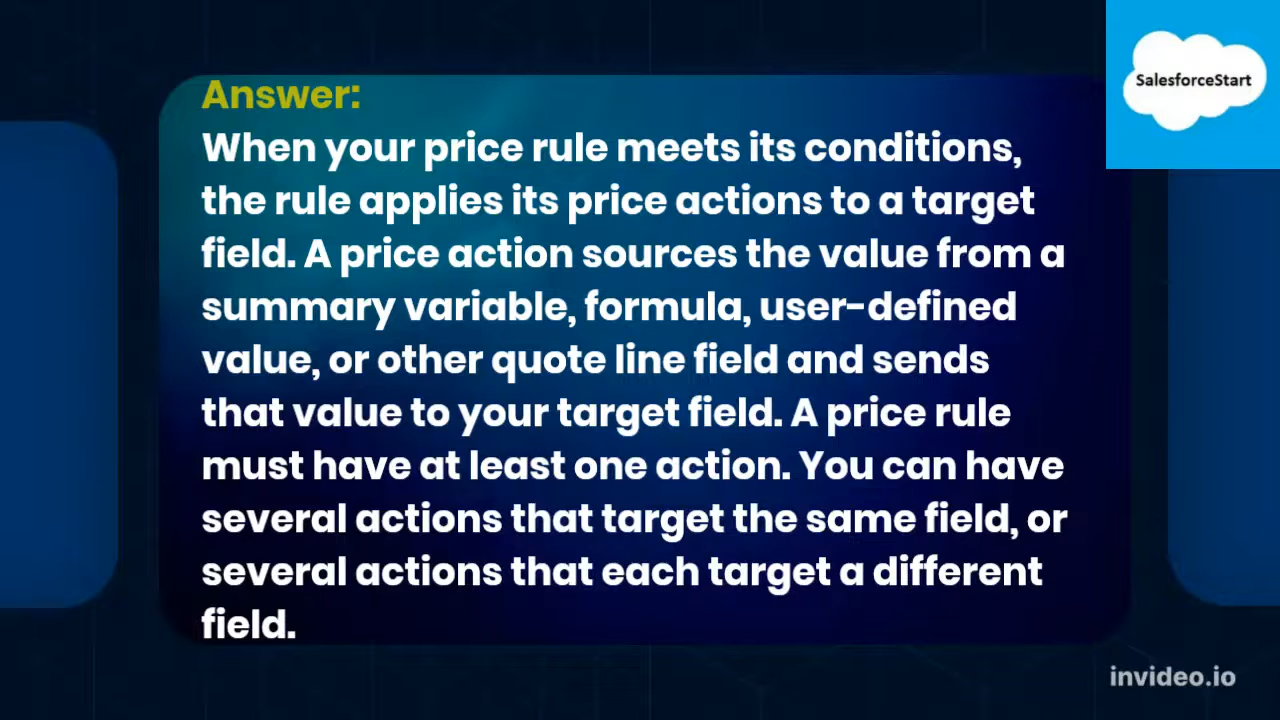 SalesforceStart
Answer:
When your price rule meets its conditions,
the rule applies its price actions to a target
field. A price action sources the value from a
summary variable, formula, user-defined
value, or other quote line field and sends
that value to your target field. A price rule
must have at least one action. You can have
several actions that target the same field, or
several actions that each target a different
field.
invideo.io